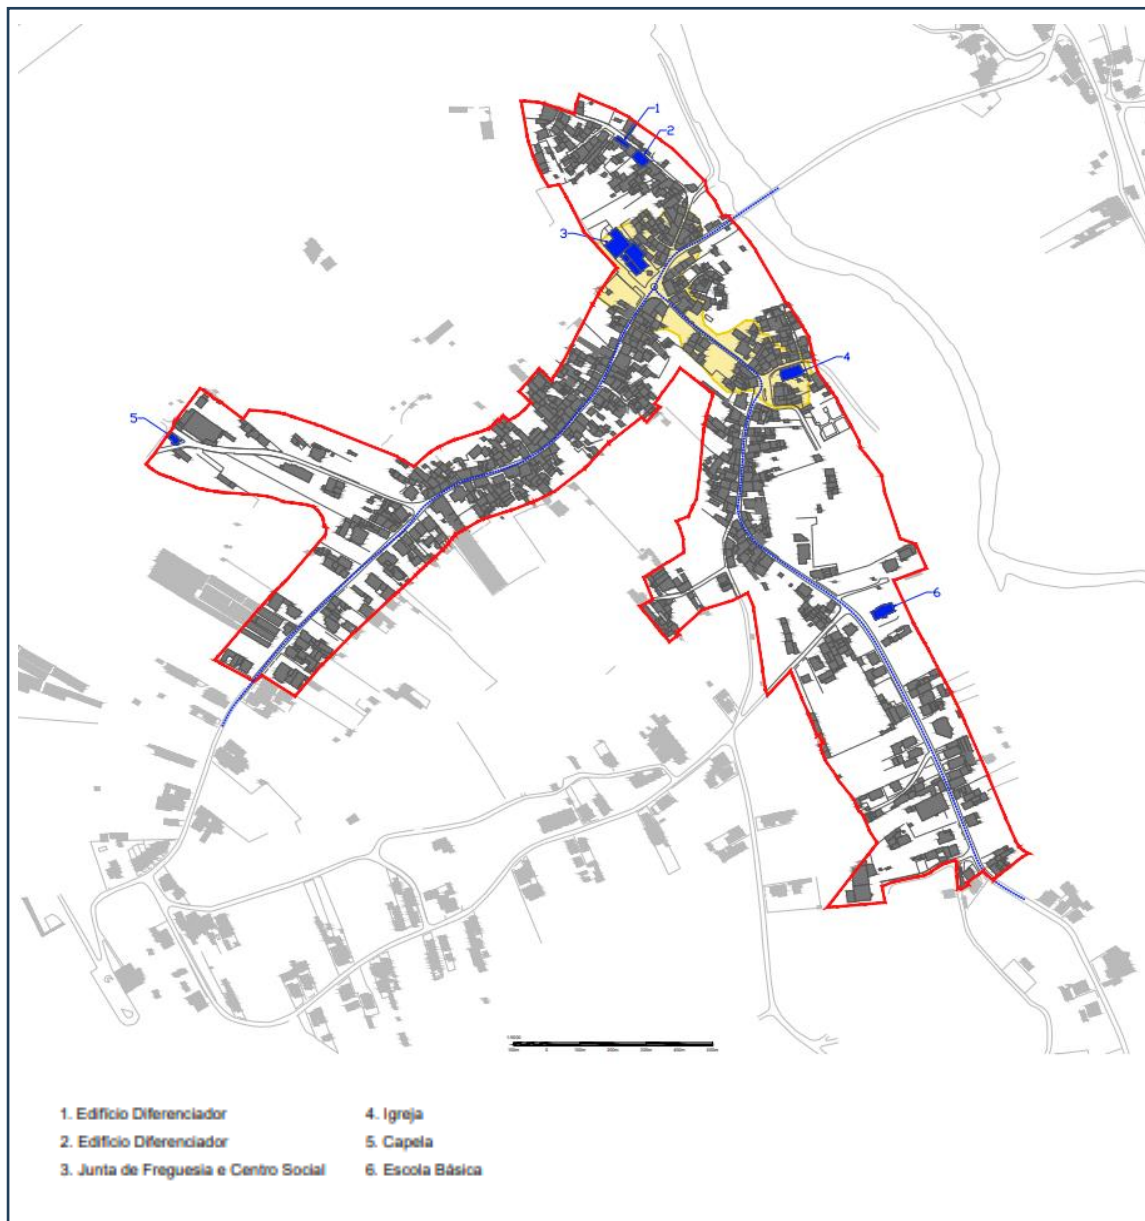 1
2
3
4
5
6
1. Edifício Diferenciador
2. Edifício Diferenciador
3. Junta de Freguesia e Centro Social
4. Igreja
5. Capela
6. Escola Básica